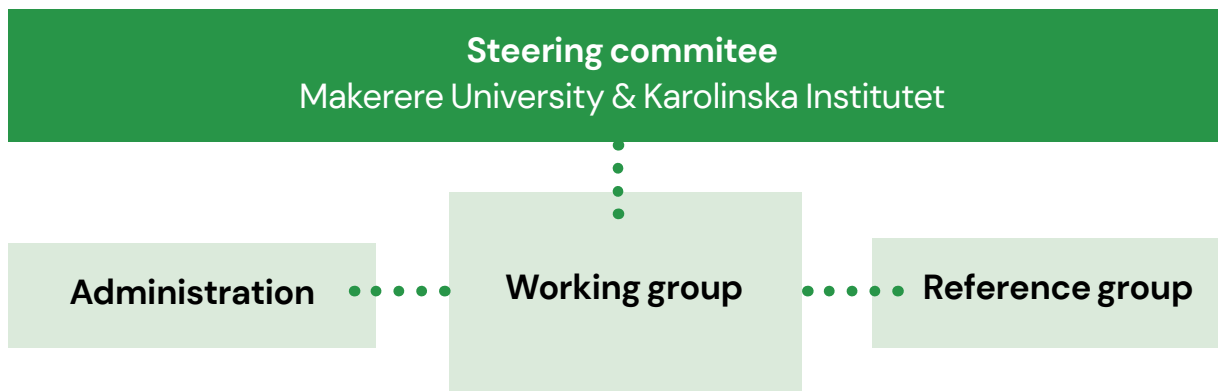 Steering commitee
Makerere University & Karolinska Institutet
Administration
Working group
Reference group